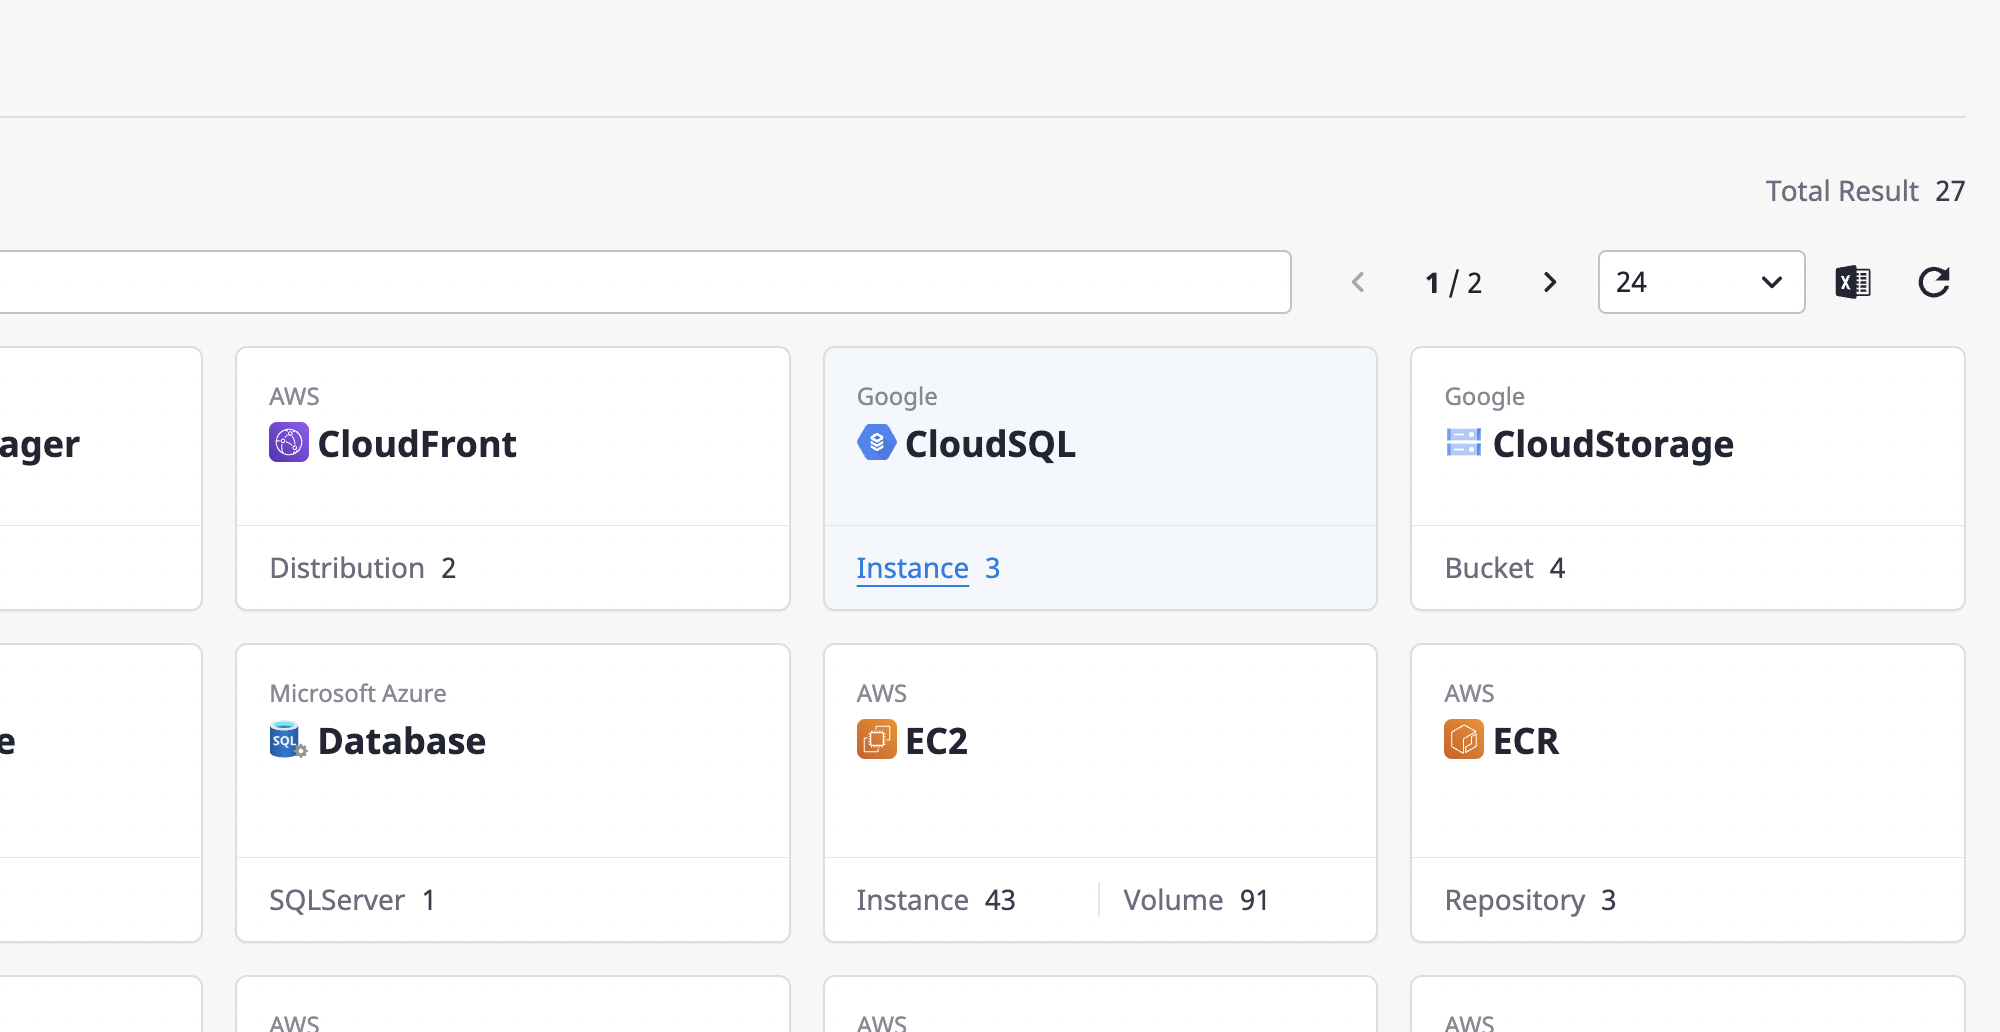 Total Result 27
1 / 2
24
ager
AWS
CloudFront
Distribution 2
Google
CloudSQL
Instance 3
Google
CloudStorage
Bucket 4
e
Microsoft Azure
SQL
Database
SQLServer 1
AWS
EC2
Instance 43
Volume 91
AWS
ECR
Repository 3
AWS
AWS
AWS